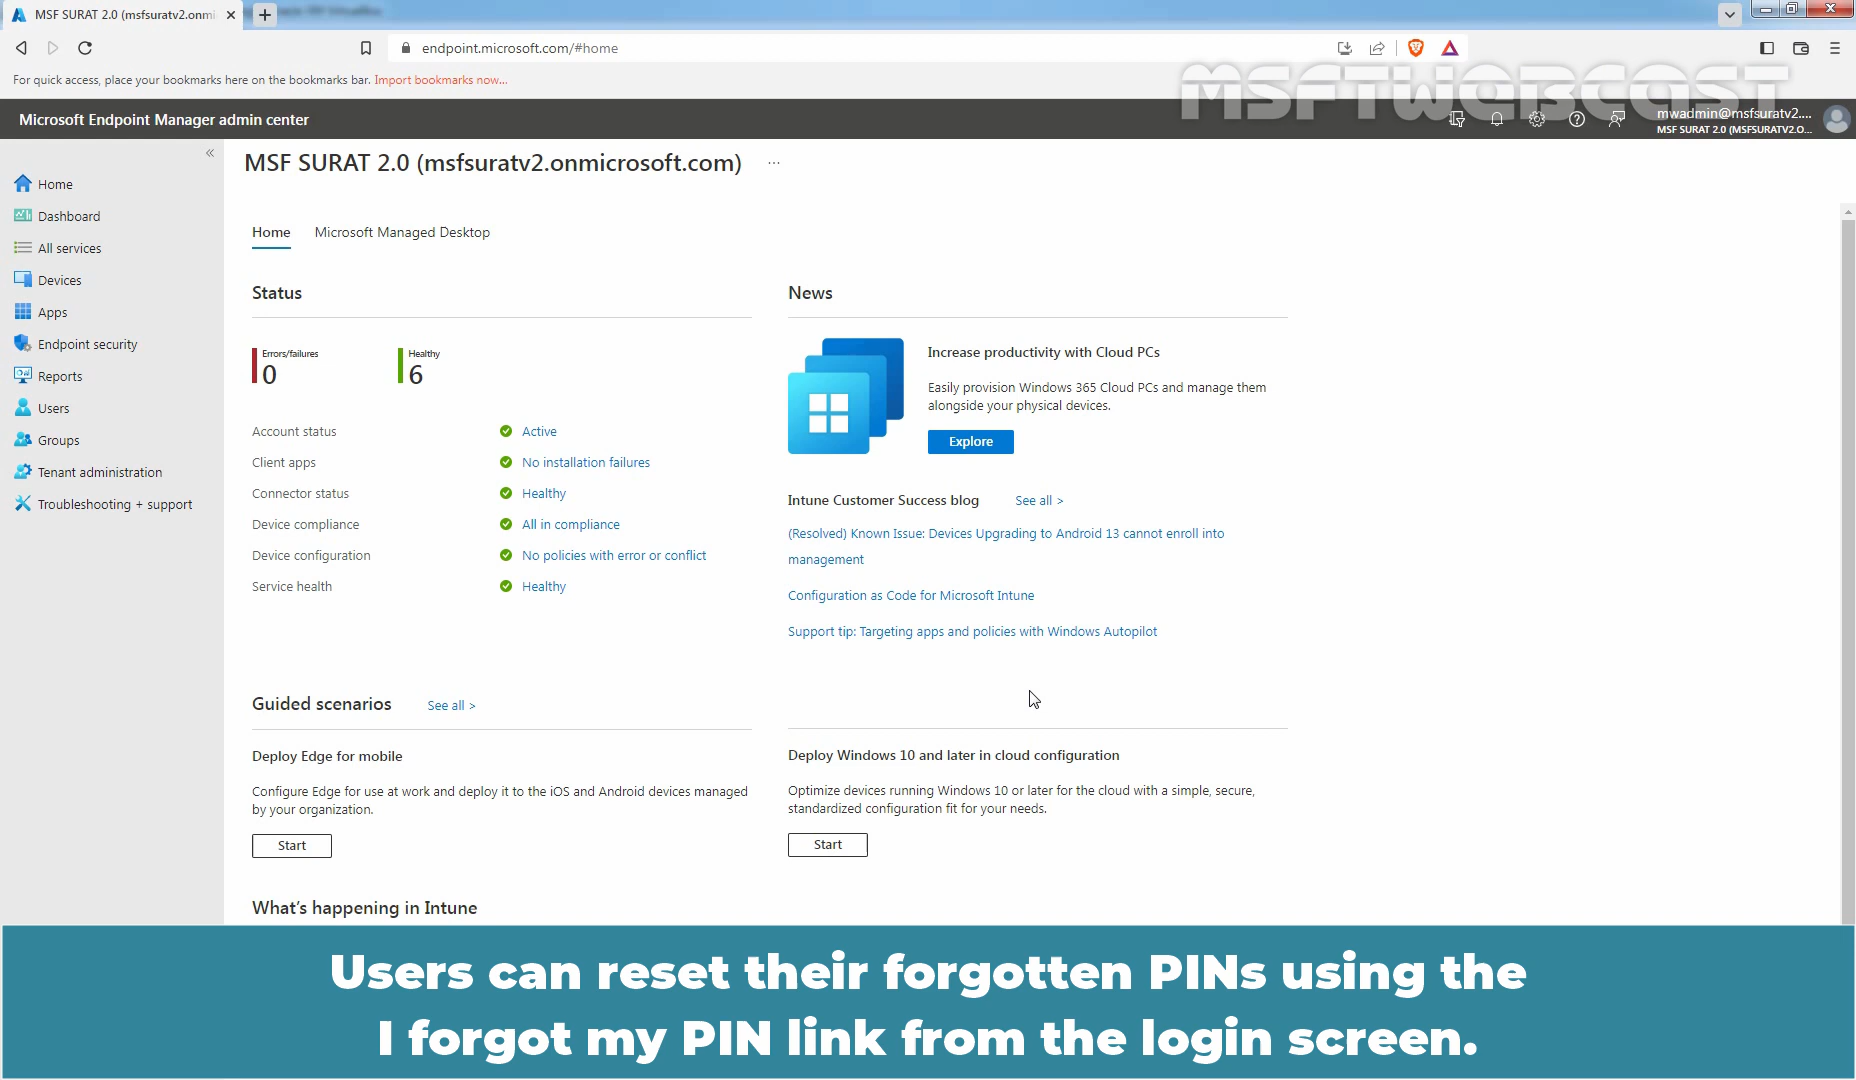 MSF SURAT 2.0 (msfsuratv2.onmi
endpoint.microsoft.com/#home
For quick access, place your bookmarks here on the bookmarks bar. Import bookmarks now...
MSFTWEBCAST
Microsoft Endpoint Manager admin center
mwadmin@msfsuratv2....
MSF SURAT 2.0 (MSFSURATV2.O...
«
MSF SURAT 2.0 (msfsuratv2.onmicrosoft.com) ...
Home
Dashboard
All services
Devices
Apps
Endpoint security
Reports
Users
Groups
Tenant administration
Troubleshooting + support
Home Microsoft Managed Desktop
Status
Errors/failures
0
Healthy
6
Account status Active
Client apps No installation failures
Connector status Healthy
Device compliance All in compliance
Device configuration No policies with error or conflict
Service health Healthy
News
Increase productivity with Cloud PCs
Easily provision Windows 365 Cloud PCs and manage them
alongside your physical devices.
Explore
Intune Customer Success blog See all >
(Resolved) Known Issue: Devices Upgrading to Android 13 cannot enroll into
management
Configuration as Code for Microsoft Intune
Support tip: Targeting apps and policies with Windows Autopilot
Guided scenarios See all >
Deploy Edge for mobile
Configure Edge for use at work and deploy it to the iOS and Android devices managed
by your organization.
Start
Deploy Windows 10 and later in cloud configuration
Optimize devices running Windows 10 or later for the cloud with a simple, secure,
standardized configuration fit for your needs.
Start
What's happening in Intune
Users can reset their forgotten PINs using the
I forgot my PIN link from the login screen.